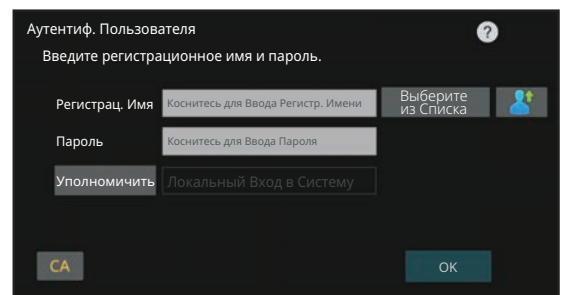 Аутентиф. Пользователя
?
Введите регистрационное имя и пароль.
Регистрац. Имя
Коснитесь для Ввода Регистр. Имени
Выберите
из Списка
Пароль
Коснитесь для Ввода Пароля
Уполномичить
Локальный Вход в Систему
CA
OK